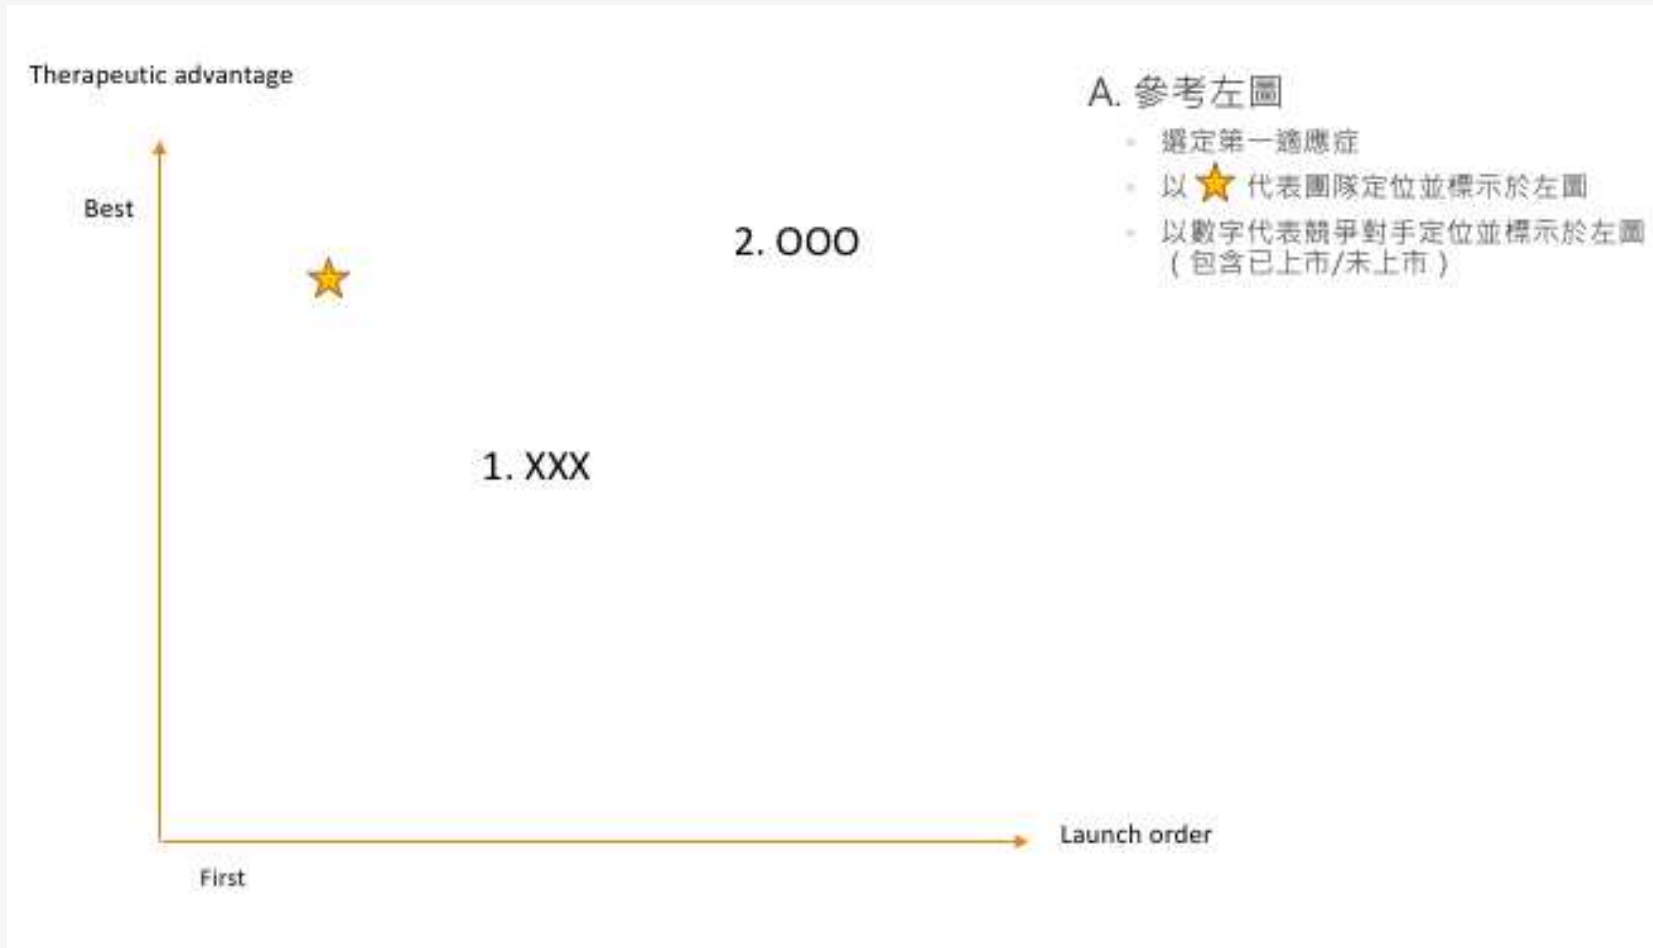 Therapeutic advantage
Best
2. OOO
1. XXX
Launch order
First
A. 參考左圖
選定第一適應症
以 代表團隊定位並標示於左圖
以數字代表競爭對手定位並標示於左圖
(包含已上市/未上市)